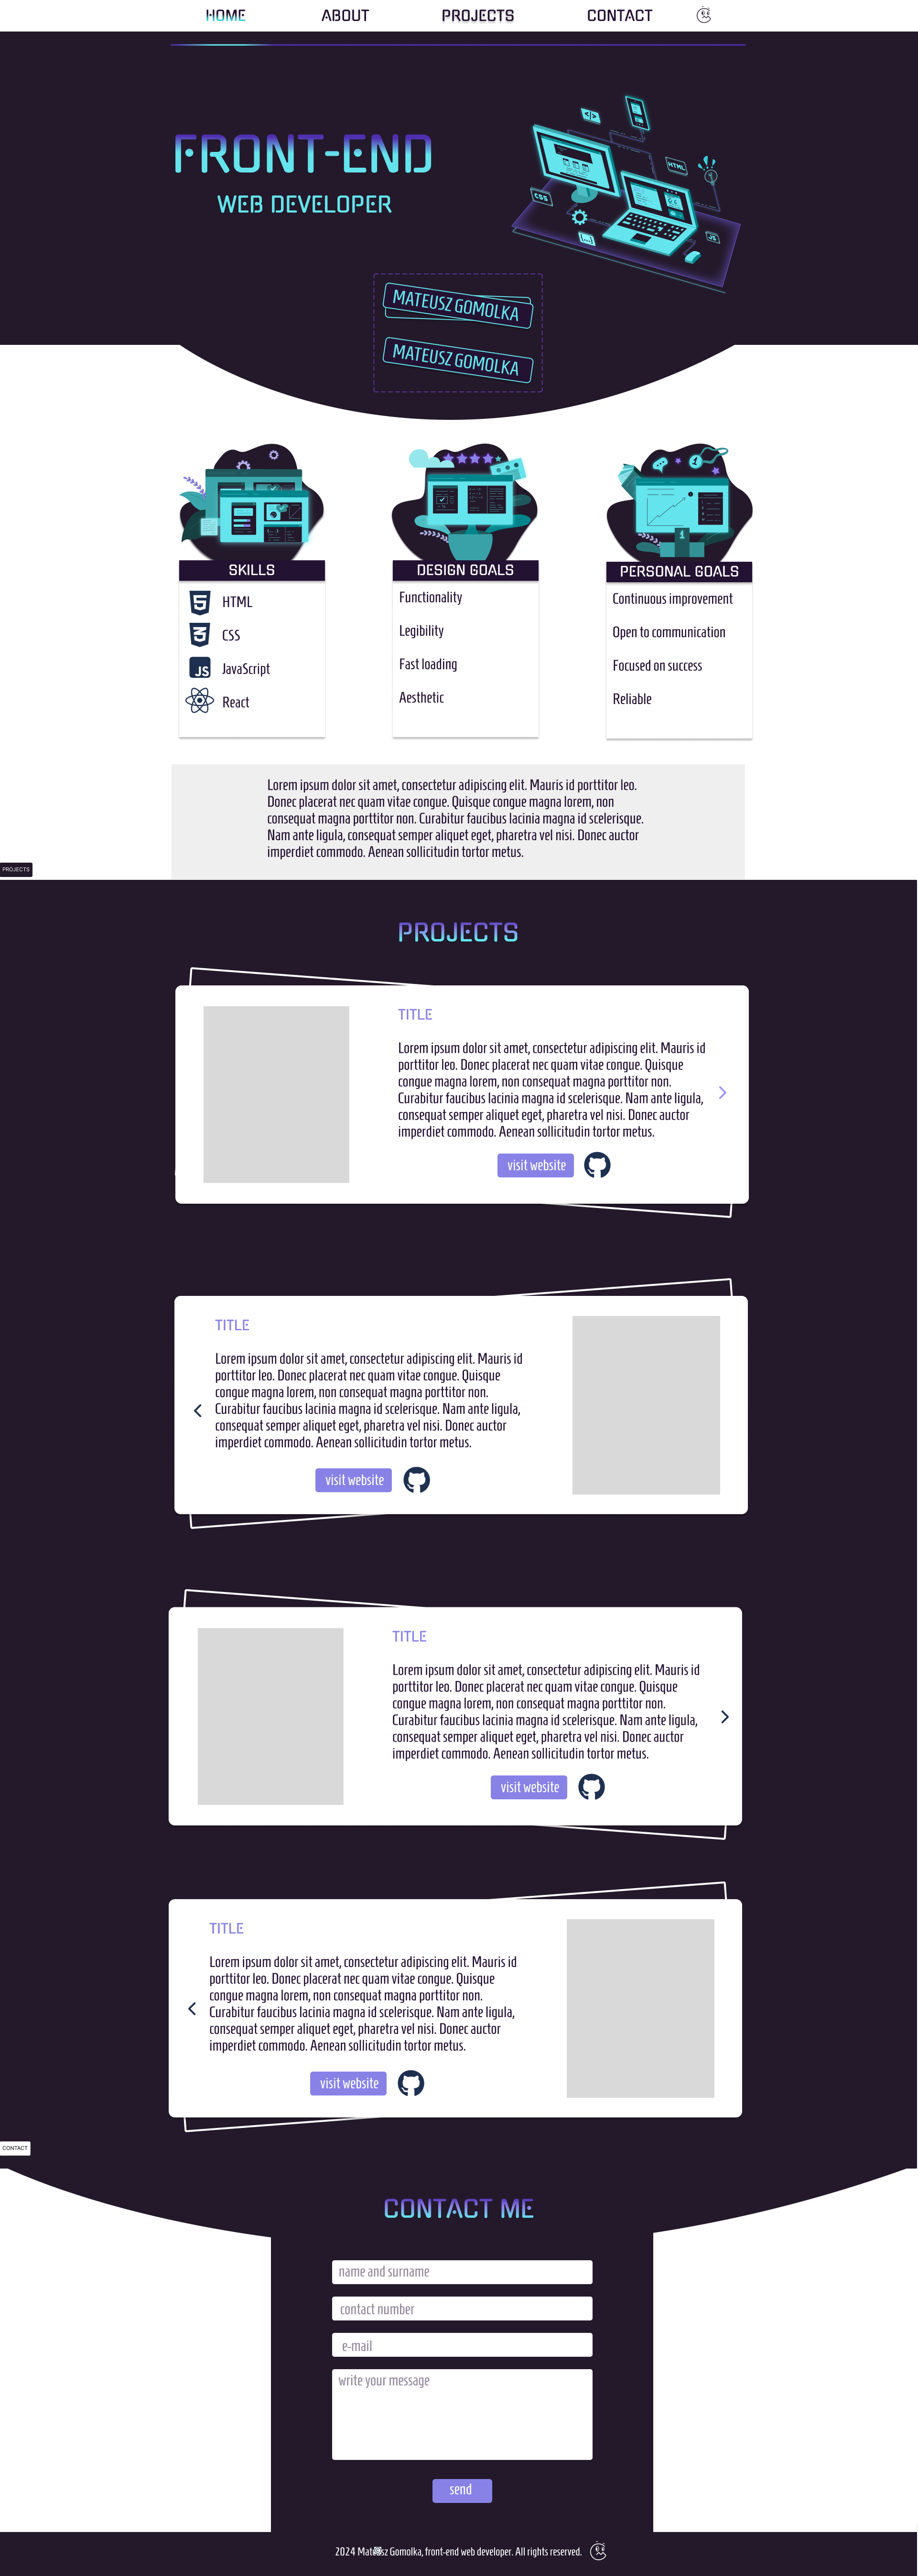 HOME ABOUT PROJECTS CONTACT
FRONT-END
WEB DEVELOPER
</>
HTML
CSS
JS
MATEUSZ GOMOLKA
MATEUSZ GOMOLKA
SKILLS
HTML
CSS
JS JavaScript
React
DESIGN GOALS
Functionality
Legibility
Fast loading
Aesthetic
1
1
PERSONAL GOALS
Continuous improvement
Open to communication
Focused on success
Reliable
Lorem ipsum dolor sit amet, consectetur adipiscing elit. Mauris id porttitor leo.
Donec placerat nec quam vitae congue. Quisque congue magna lorem, non
consequat magna porttitor non. Curabitur faucibus lacinia magna id scelerisque.
Nam ante ligula, consequat semper aliquet eget, pharetra vel nisi. Donec auctor
imperdiet commodo. Aenean sollicitudin tortor metus.
PROJECTS
PROJECTS
TITLE
Lorem ipsum dolor sit amet, consectetur adipiscing elit. Mauris id
porttitor leo. Donec placerat nec quam vitae congue. Quisque
congue magna lorem, non consequat magna porttitor non.
Curabitur faucibus lacinia magna id scelerisque. Nam ante ligula,
consequat semper aliquet eget, pharetra vel nisi. Donec auctor
imperdiet commodo. Aenean sollicitudin tortor metus.
visit website
TITLE
Lorem ipsum dolor sit amet, consectetur adipiscing elit. Mauris id
porttitor leo. Donec placerat nec quam vitae congue. Quisque
congue magna lorem, non consequat magna porttitor non.
Curabitur faucibus lacinia magna id scelerisque. Nam ante ligula,
consequat semper aliquet eget, pharetra vel nisi. Donec auctor
imperdiet commodo. Aenean sollicitudin tortor metus.
visit website
TITLE
Lorem ipsum dolor sit amet, consectetur adipiscing elit. Mauris id
porttitor leo. Donec placerat nec quam vitae congue. Quisque
congue magna lorem, non consequat magna porttitor non.
Curabitur faucibus lacinia magna id scelerisque. Nam ante ligula,
consequat semper aliquet eget, pharetra vel nisi. Donec auctor
imperdiet commodo. Aenean sollicitudin tortor metus.
visit website
TITLE
Lorem ipsum dolor sit amet, consectetur adipiscing elit. Mauris id
porttitor leo. Donec placerat nec quam vitae congue. Quisque
congue magna lorem, non consequat magna porttitor non.
Curabitur faucibus lacinia magna id scelerisque. Nam ante ligula,
consequat semper aliquet eget, pharetra vel nisi. Donec auctor
imperdiet commodo. Aenean sollicitudin tortor metus.
visit website
CONTACT
CONTACT ME
name and surname
contact number
e-mail
write your message
send
2024 Mateusz Gomolka, front-end web developer. All rights reserved.